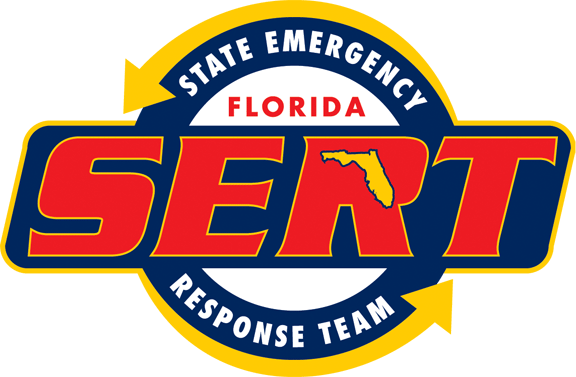 STATE EMERGENCY
FLORIDA
SERT
RESPONSE TEAM